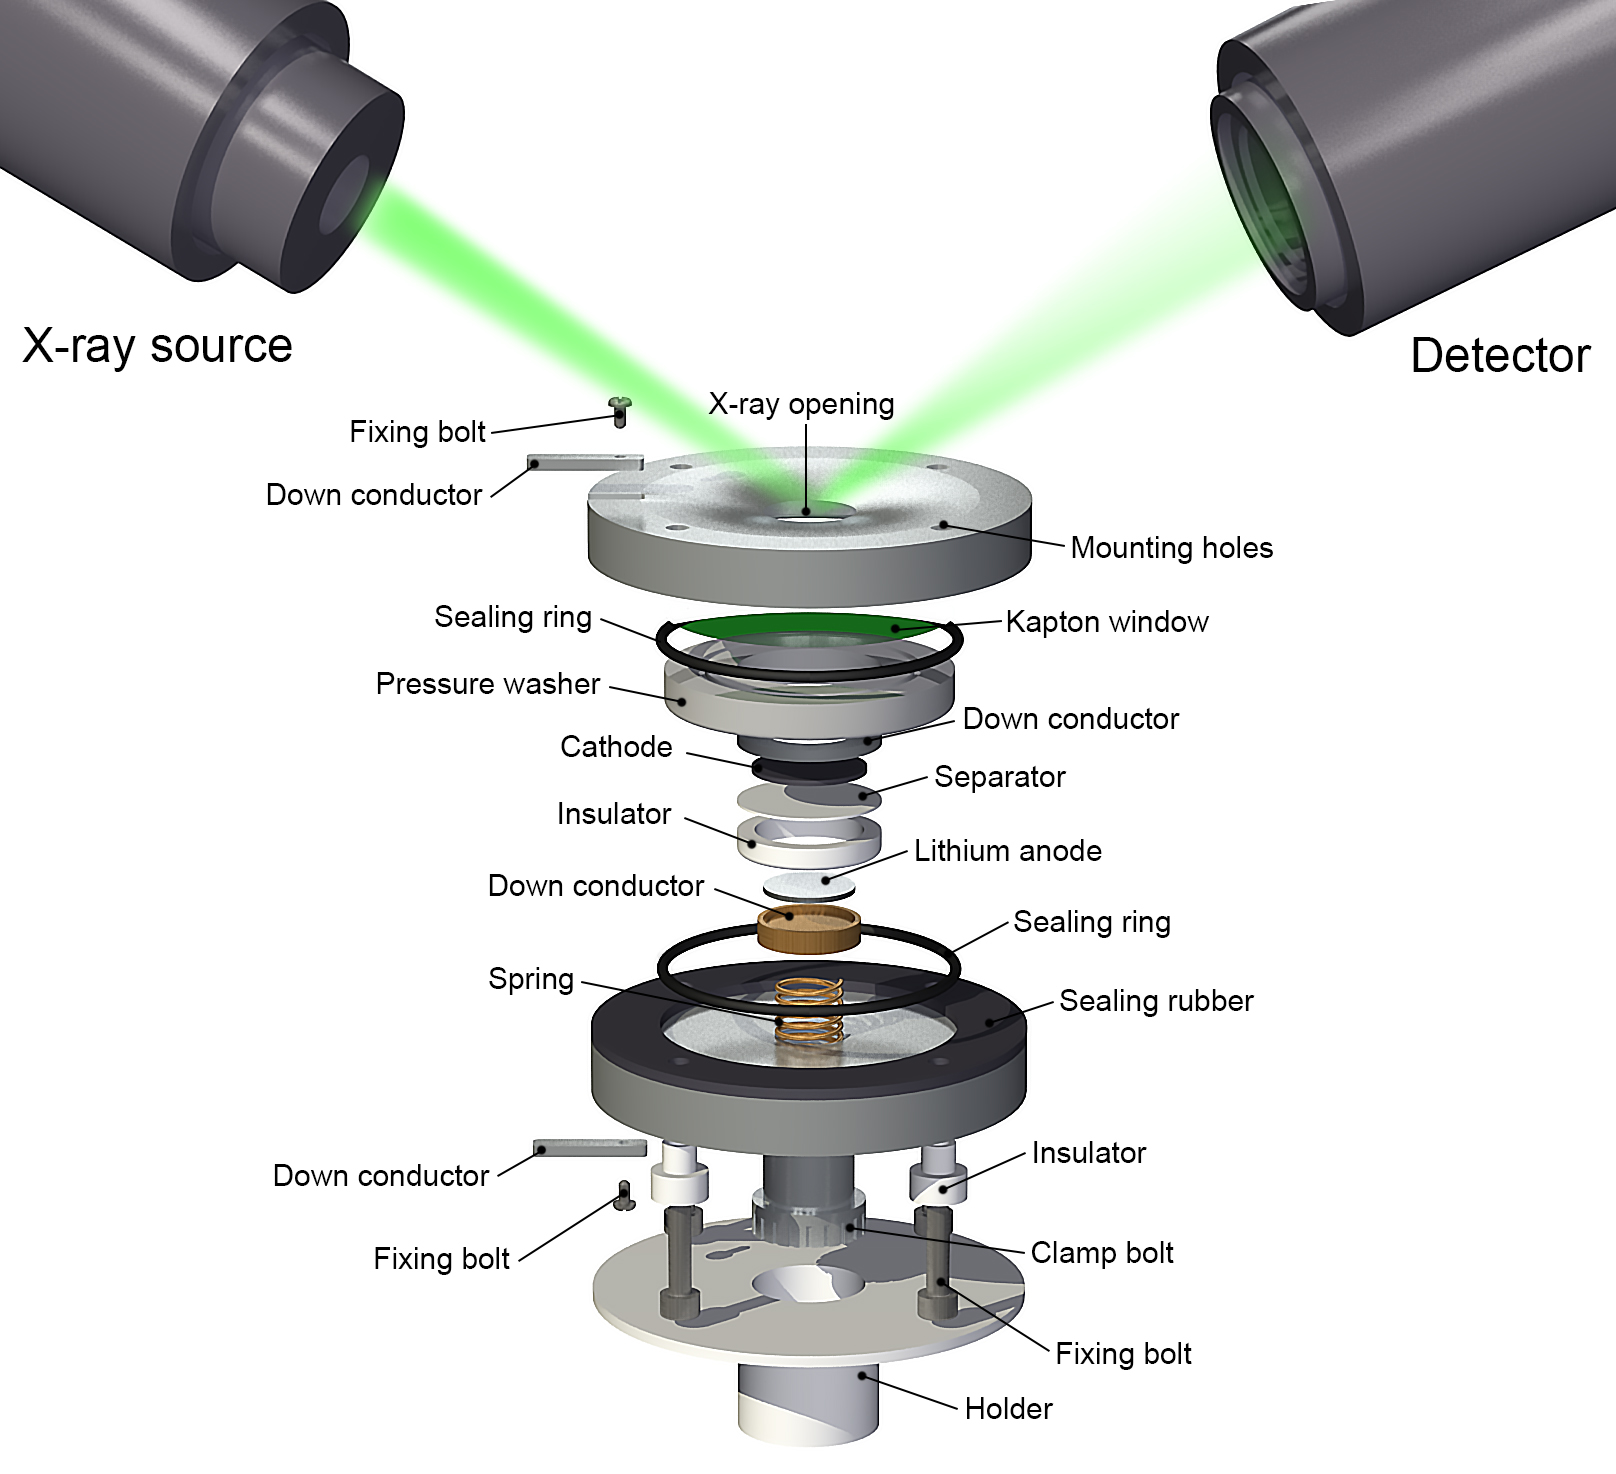 X-ray source
Detector
X-ray opening
Fixing bolt
Down conductor
Mounting holes
Sealing ring
Kapton window
Pressure washer
Down conductor
Cathode
Separator
Insulator
Lithium anode
Down conductor
Sealing ring
Spring
Sealing rubber
Insulator
Down conductor
Clamp bolt
Fixing bolt
Fixing bolt
Holder